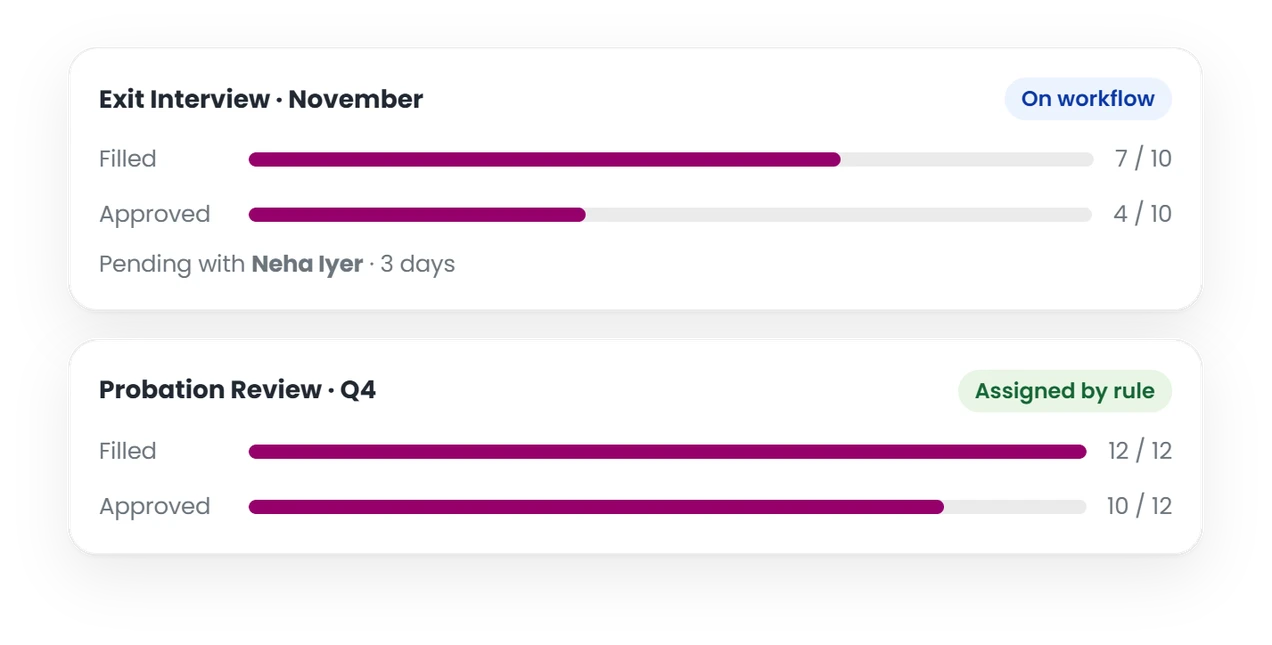 Exit Interview · November
On workflow
Filled
7 / 10
Approved
4 / 10
Pending with Neha Iyer · 3 days
Probation Review · Q4
Assigned by rule
Filled
12 / 12
Approved
10 / 12